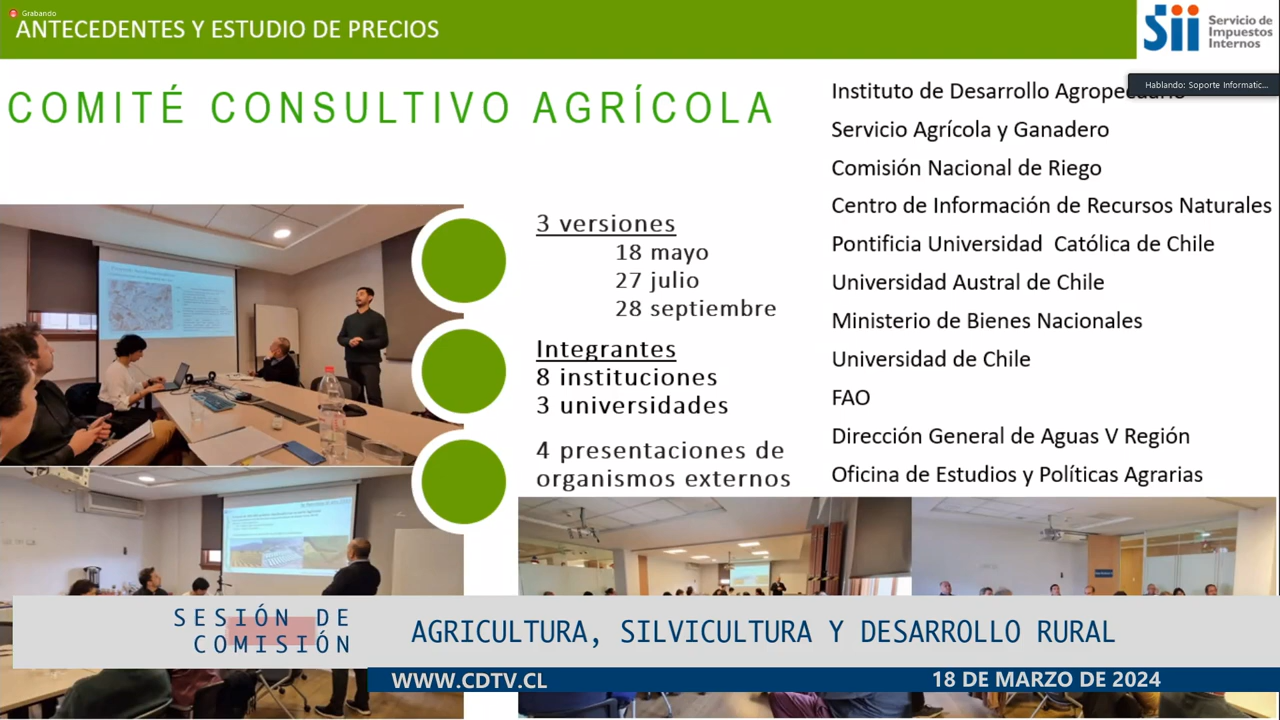 Grabando
ANTECEDENTES Y ESTUDIO DE PRECIOS
Sii Servicio de
Impuestos
Internos
Hablando: Soporte Informatic...
COMITÉ CONSULTIVO AGRÍCOLA
3 versiones
18 mayo
27 julio
28 septiembre
Integrantes
8 instituciones
3 universidades
4 presentaciones de
organismos externos
Instituto de Desarrollo Agropecuario
Servicio Agrícola y Ganadero
Comisión Nacional de Riego
Centro de Información de Recursos Naturales
Pontificia Universidad Católica de Chile
Universidad Austral de Chile
Ministerio de Bienes Nacionales
Universidad de Chile
FAO
Dirección General de Aguas V Región
Oficina de Estudios y Políticas Agrarias
SESIÓN DE
COMISIÓN
AGRICULTURA, SILVICULTURA Y DESARROLLO RURAL
WWW.CDTV.CL
18 DE MARZO DE 2024